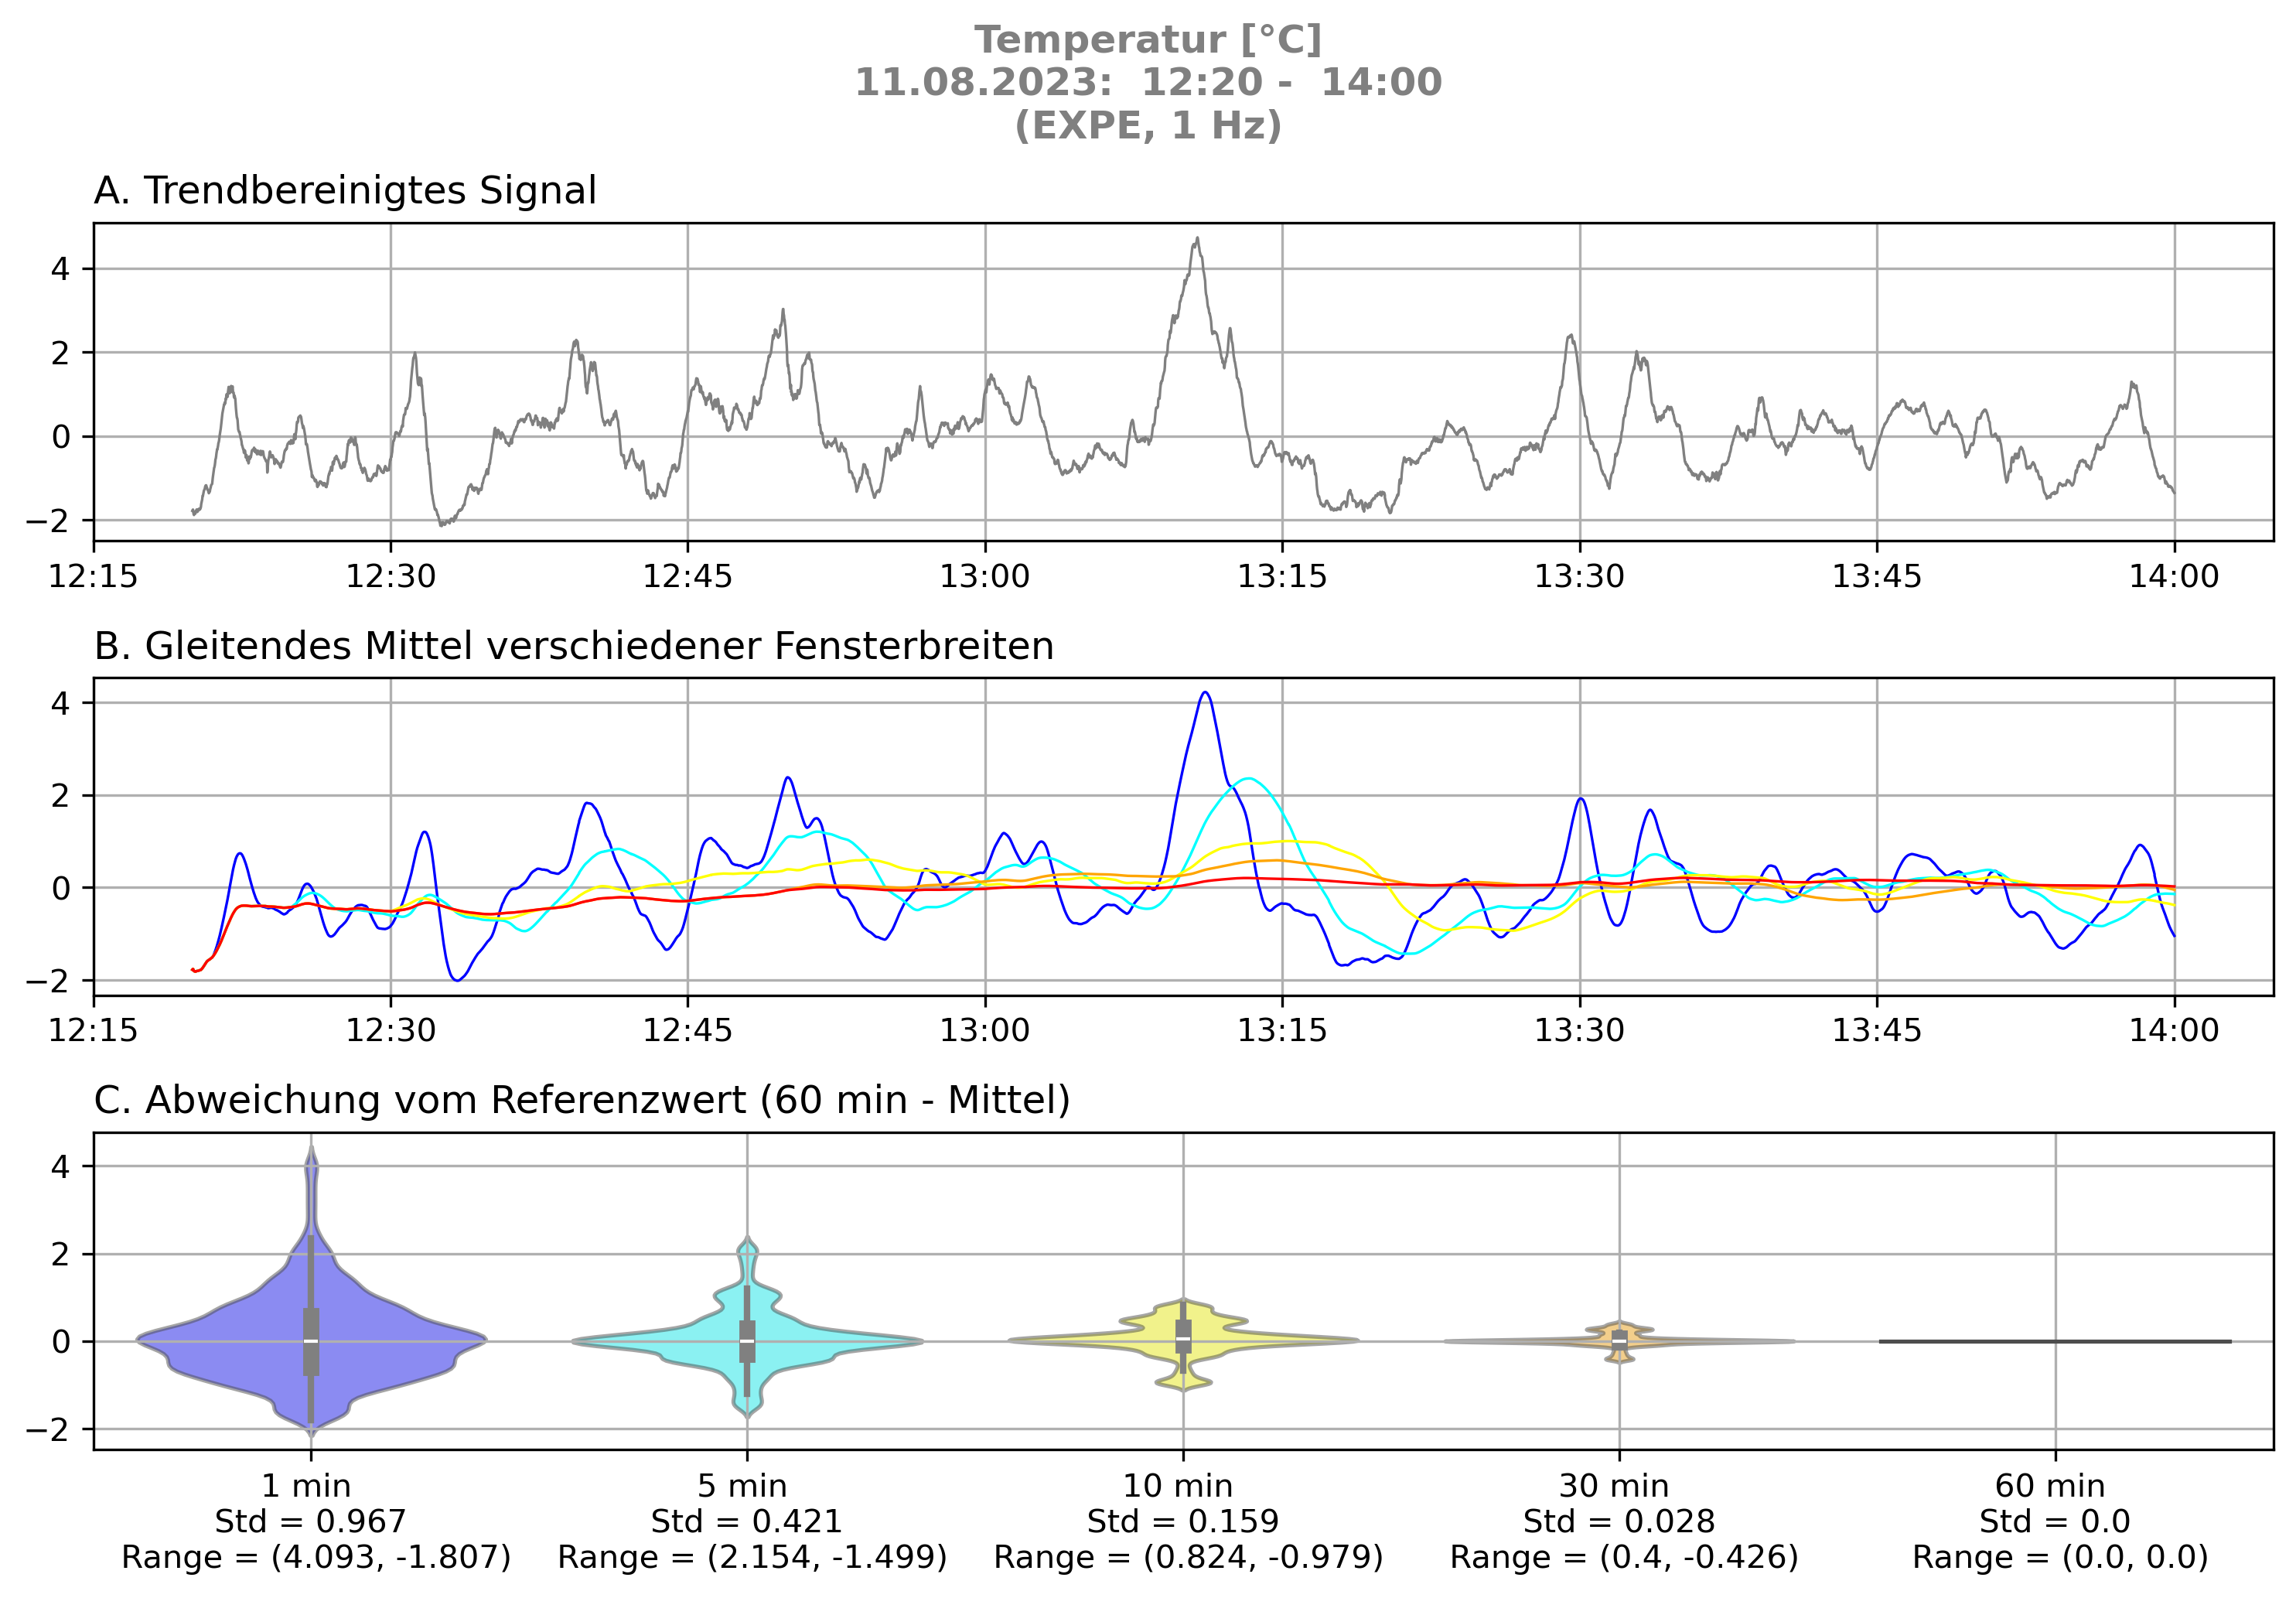 Temperatur [°C]
11.08.2023:  12:20 -  14:00
(EXPE, 1 Hz)
A. Trendbereinigtes Signal
4
2
0
−2
12:15 12:30 12:45 13:00 13:15 13:30 13:45 14:00
B. Gleitendes Mittel verschiedener Fensterbreiten
4
2
0
−2
12:15 12:30 12:45 13:00 13:15 13:30 13:45 14:00
C. Abweichung vom Referenzwert (60 min - Mittel)
4
2
0
−2
1 min 5 min 10 min 30 min 60 min
Std = 0.967 Std = 0.421 Std = 0.159 Std = 0.028 Std = 0.0
Range = (4.093, -1.807) Range = (2.154, -1.499) Range = (0.824, -0.979) Range = (0.4, -0.426) Range = (0.0, 0.0)